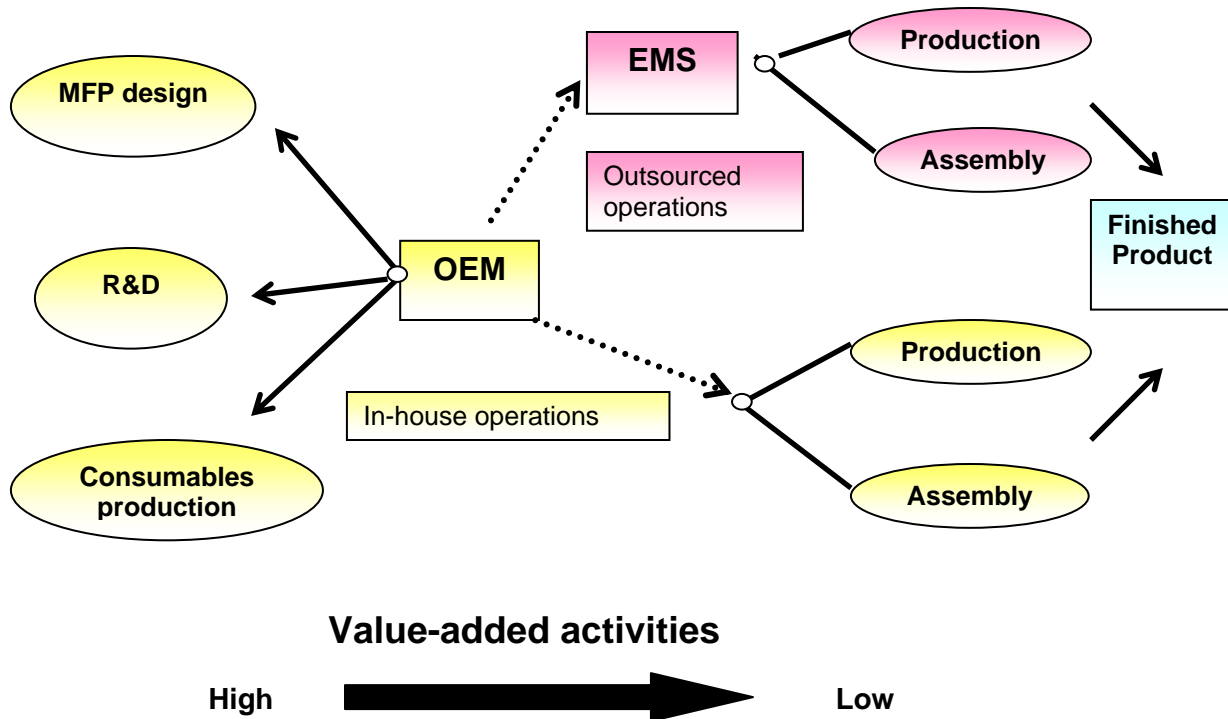 EMS
Production
MFP design
Assembly
Outsourced
operations
Finished
Product
R&D
OEM
Production
In-house operations
Consumables
production
Assembly
Value-added activities
High
Low